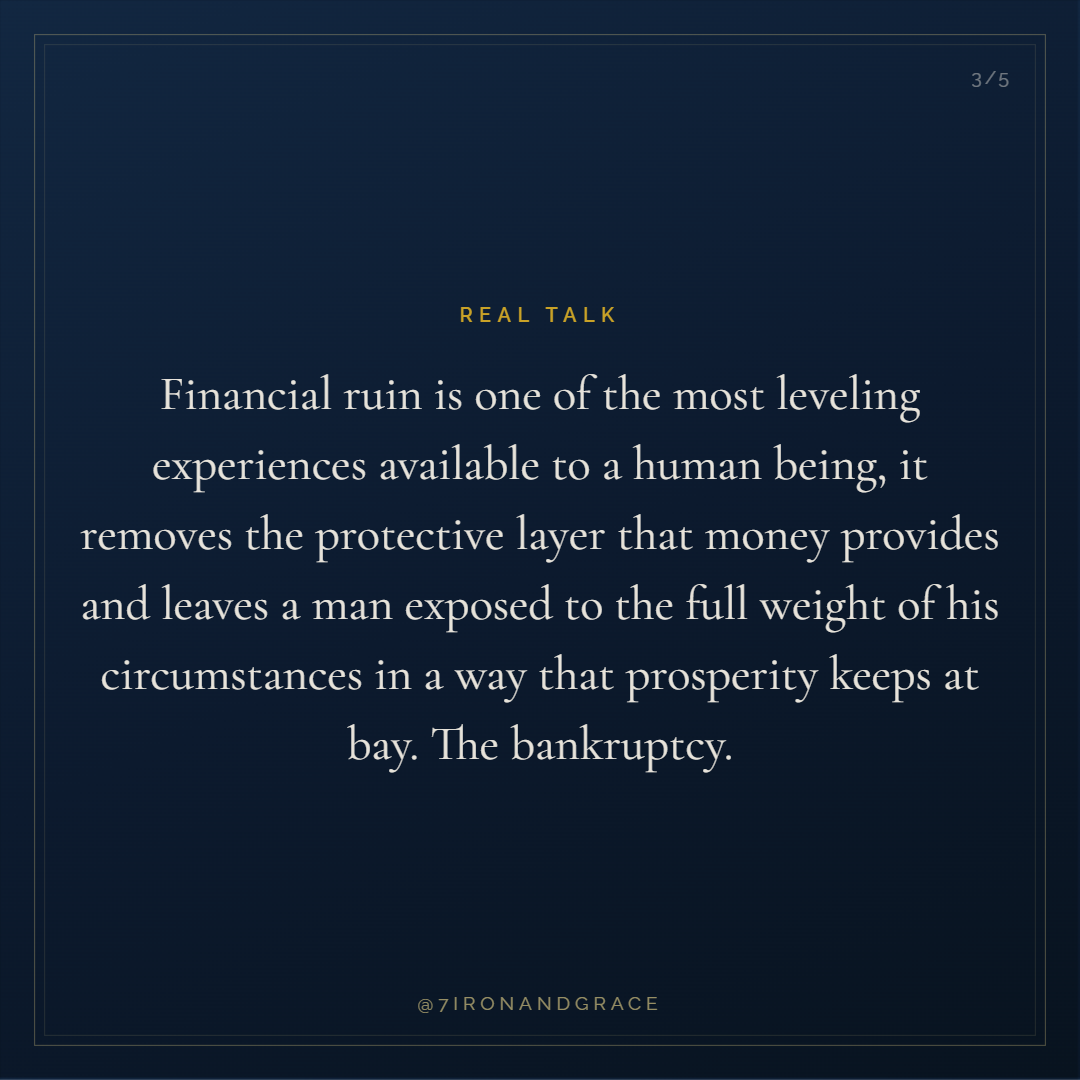 3/5
REAL TALK
Financial ruin is one of the most leveling
experiences available to a human being, it
removes the protective layer that money provides
and leaves a man exposed to the full weight of his
circumstances in a way that prosperity keeps at
bay. The bankruptcy.
@7IRONANDGRACE